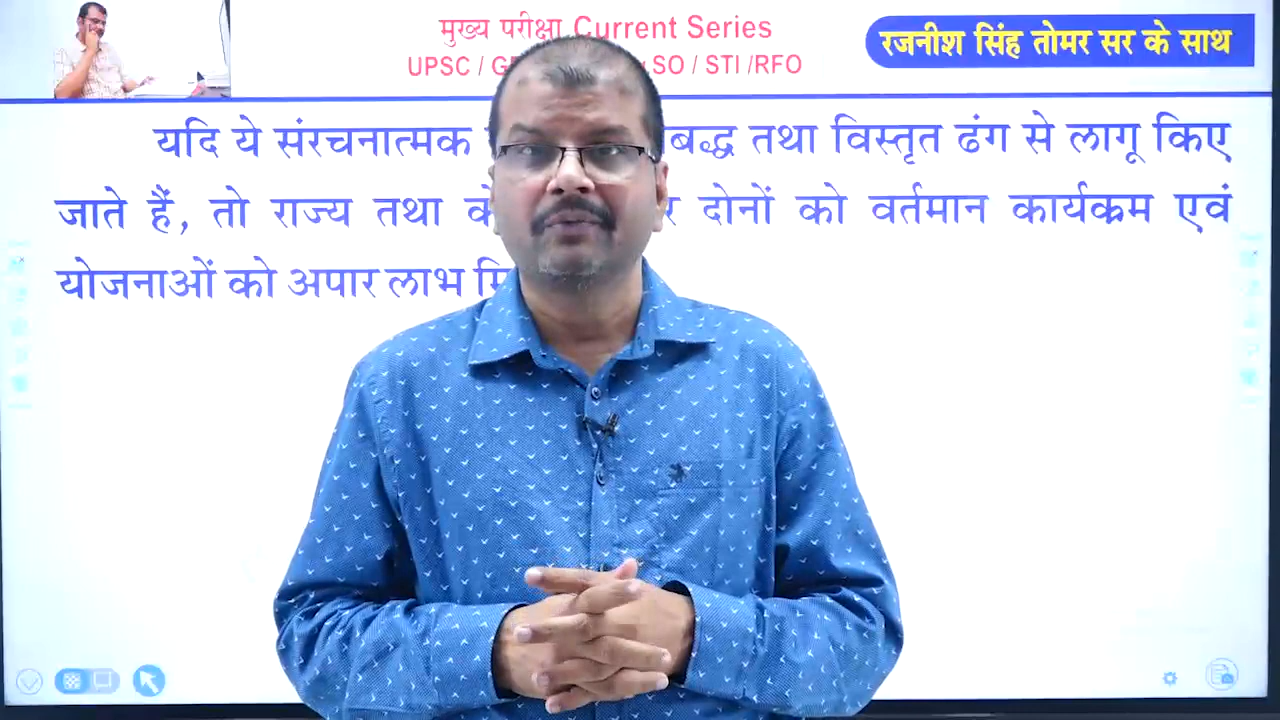 मुख्य परीक्षा Current Series
रजनीश सिंह तोमर सर के साथ
UPSC / SO / STI /RFO
यदि ये संरचनात्मक बद्ध तथा विस्तृत ढंग से लागू किए
जाते हैं, तो राज्य तथा दोनों को वर्तमान कार्यक्रम एवं
योजनाओं को अपार लाभ